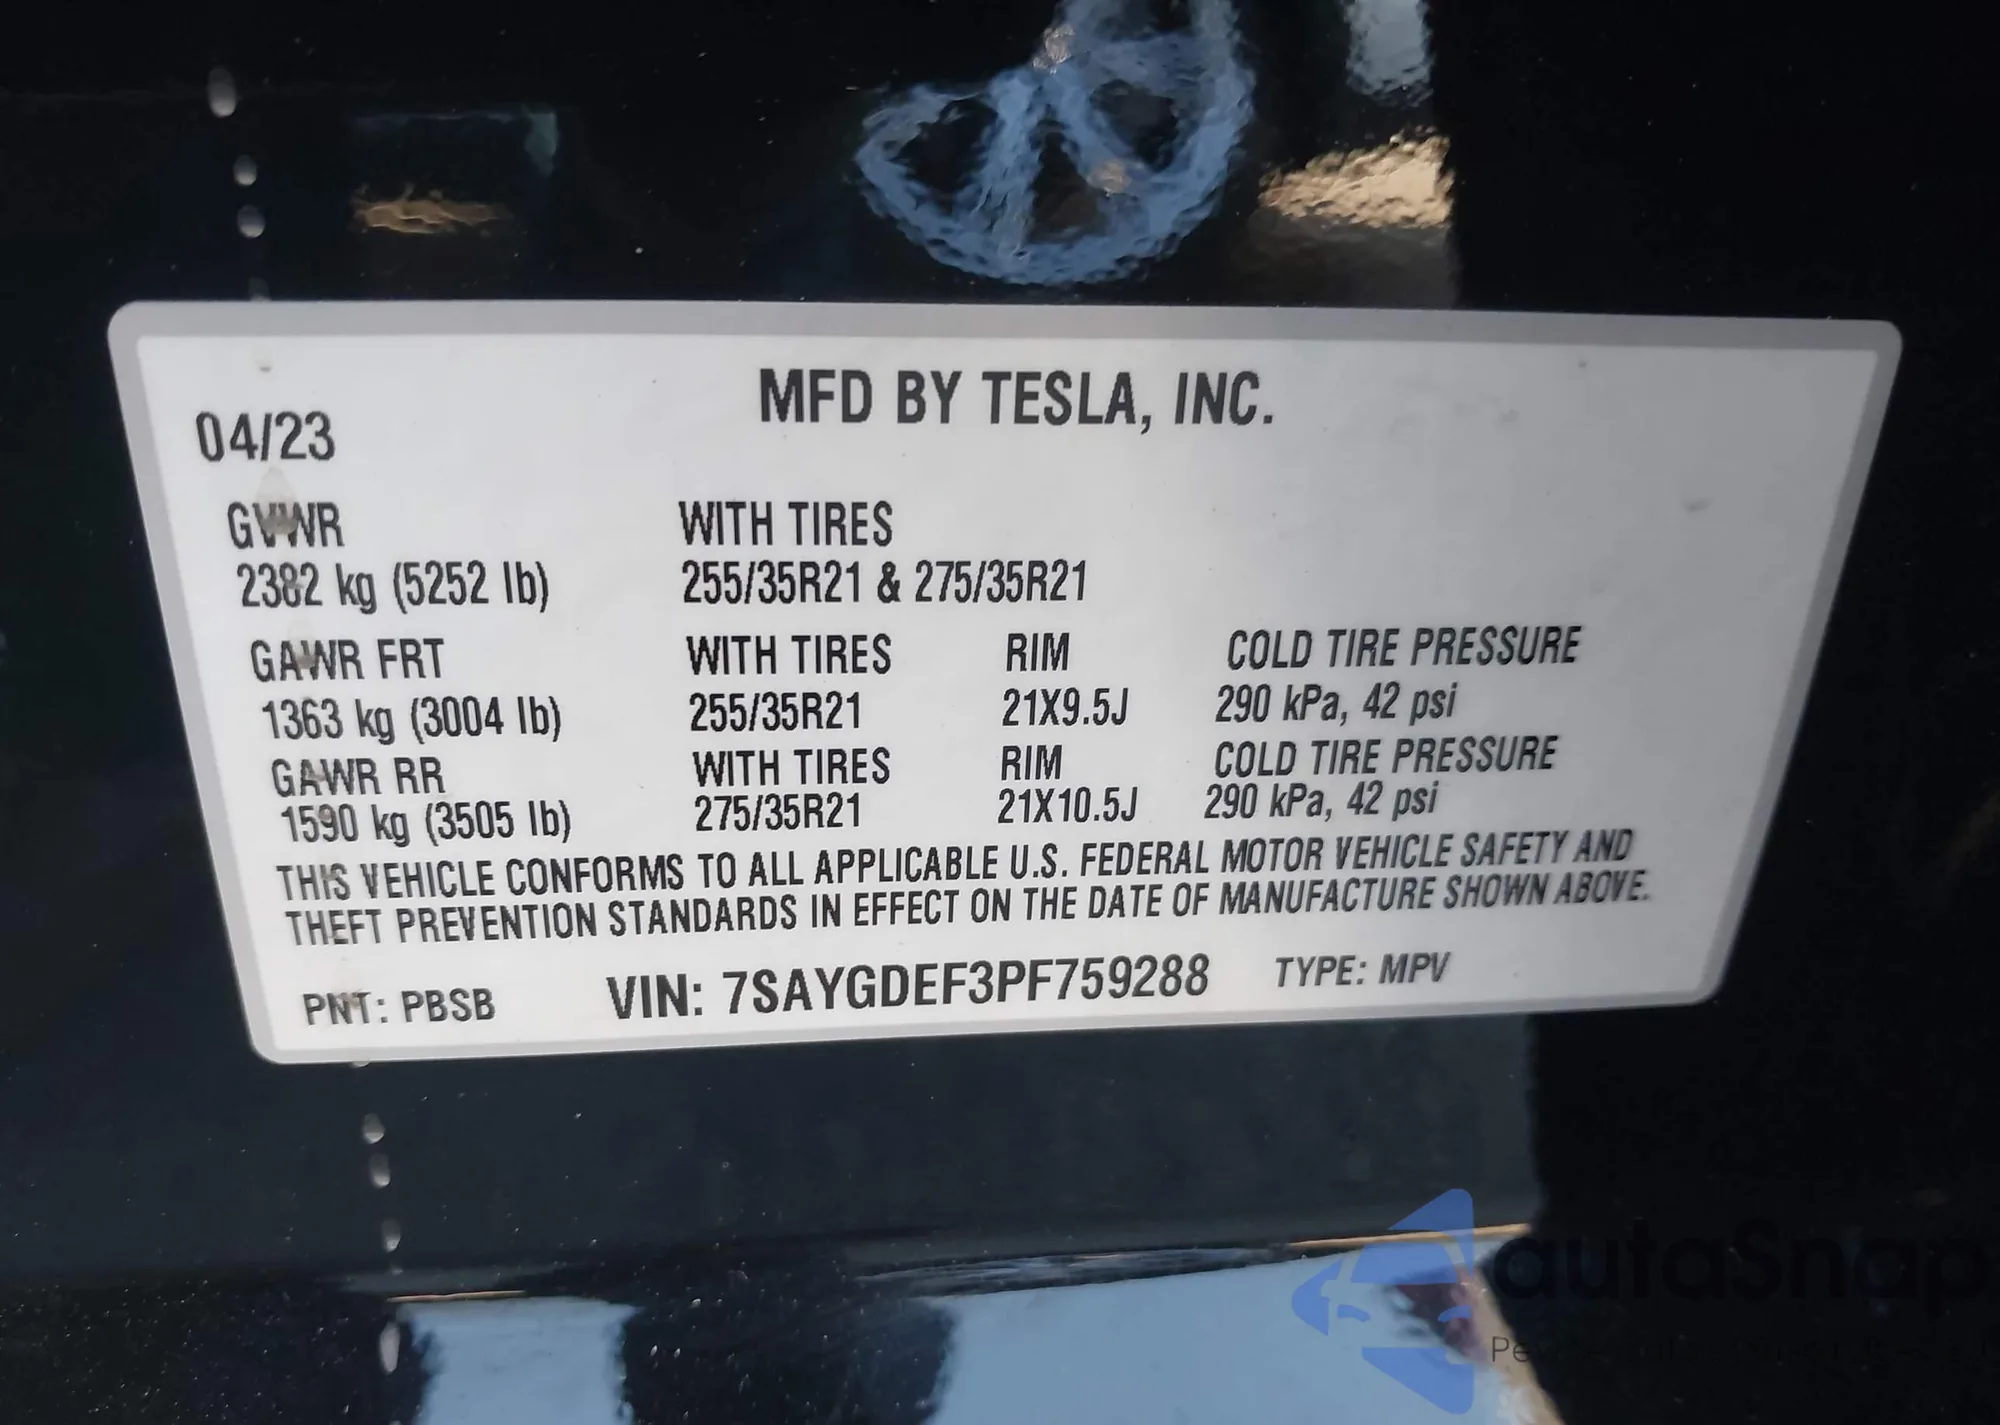 MFD BY TESLA, INC.
04/23
GVWR WITH TIRES
2382 kg (5252 lb) 255/35R21 & 275/35R21
GAWR FRT WITH TIRES RIM COLD TIRE PRESSURE
1363 kg (3004 lb) 255/35R21 21X9.5J 290 kPa, 42 psi
GAWR RR WITH TIRES RIM COLD TIRE PRESSURE
1590 kg (3505 lb) 275/35R21 21X10.5J 290 kPa, 42 psi
THIS VEHICLE CONFORMS TO ALL APPLICABLE U.S. FEDERAL MOTOR VEHICLE SAFETY AND
THEFT PREVENTION STANDARDS IN EFFECT ON THE DATE OF MANUFACTURE SHOWN ABOVE.
PNT: PBSB VIN: 7SAYGDEF3PF759288 TYPE: MPV
autaSnap